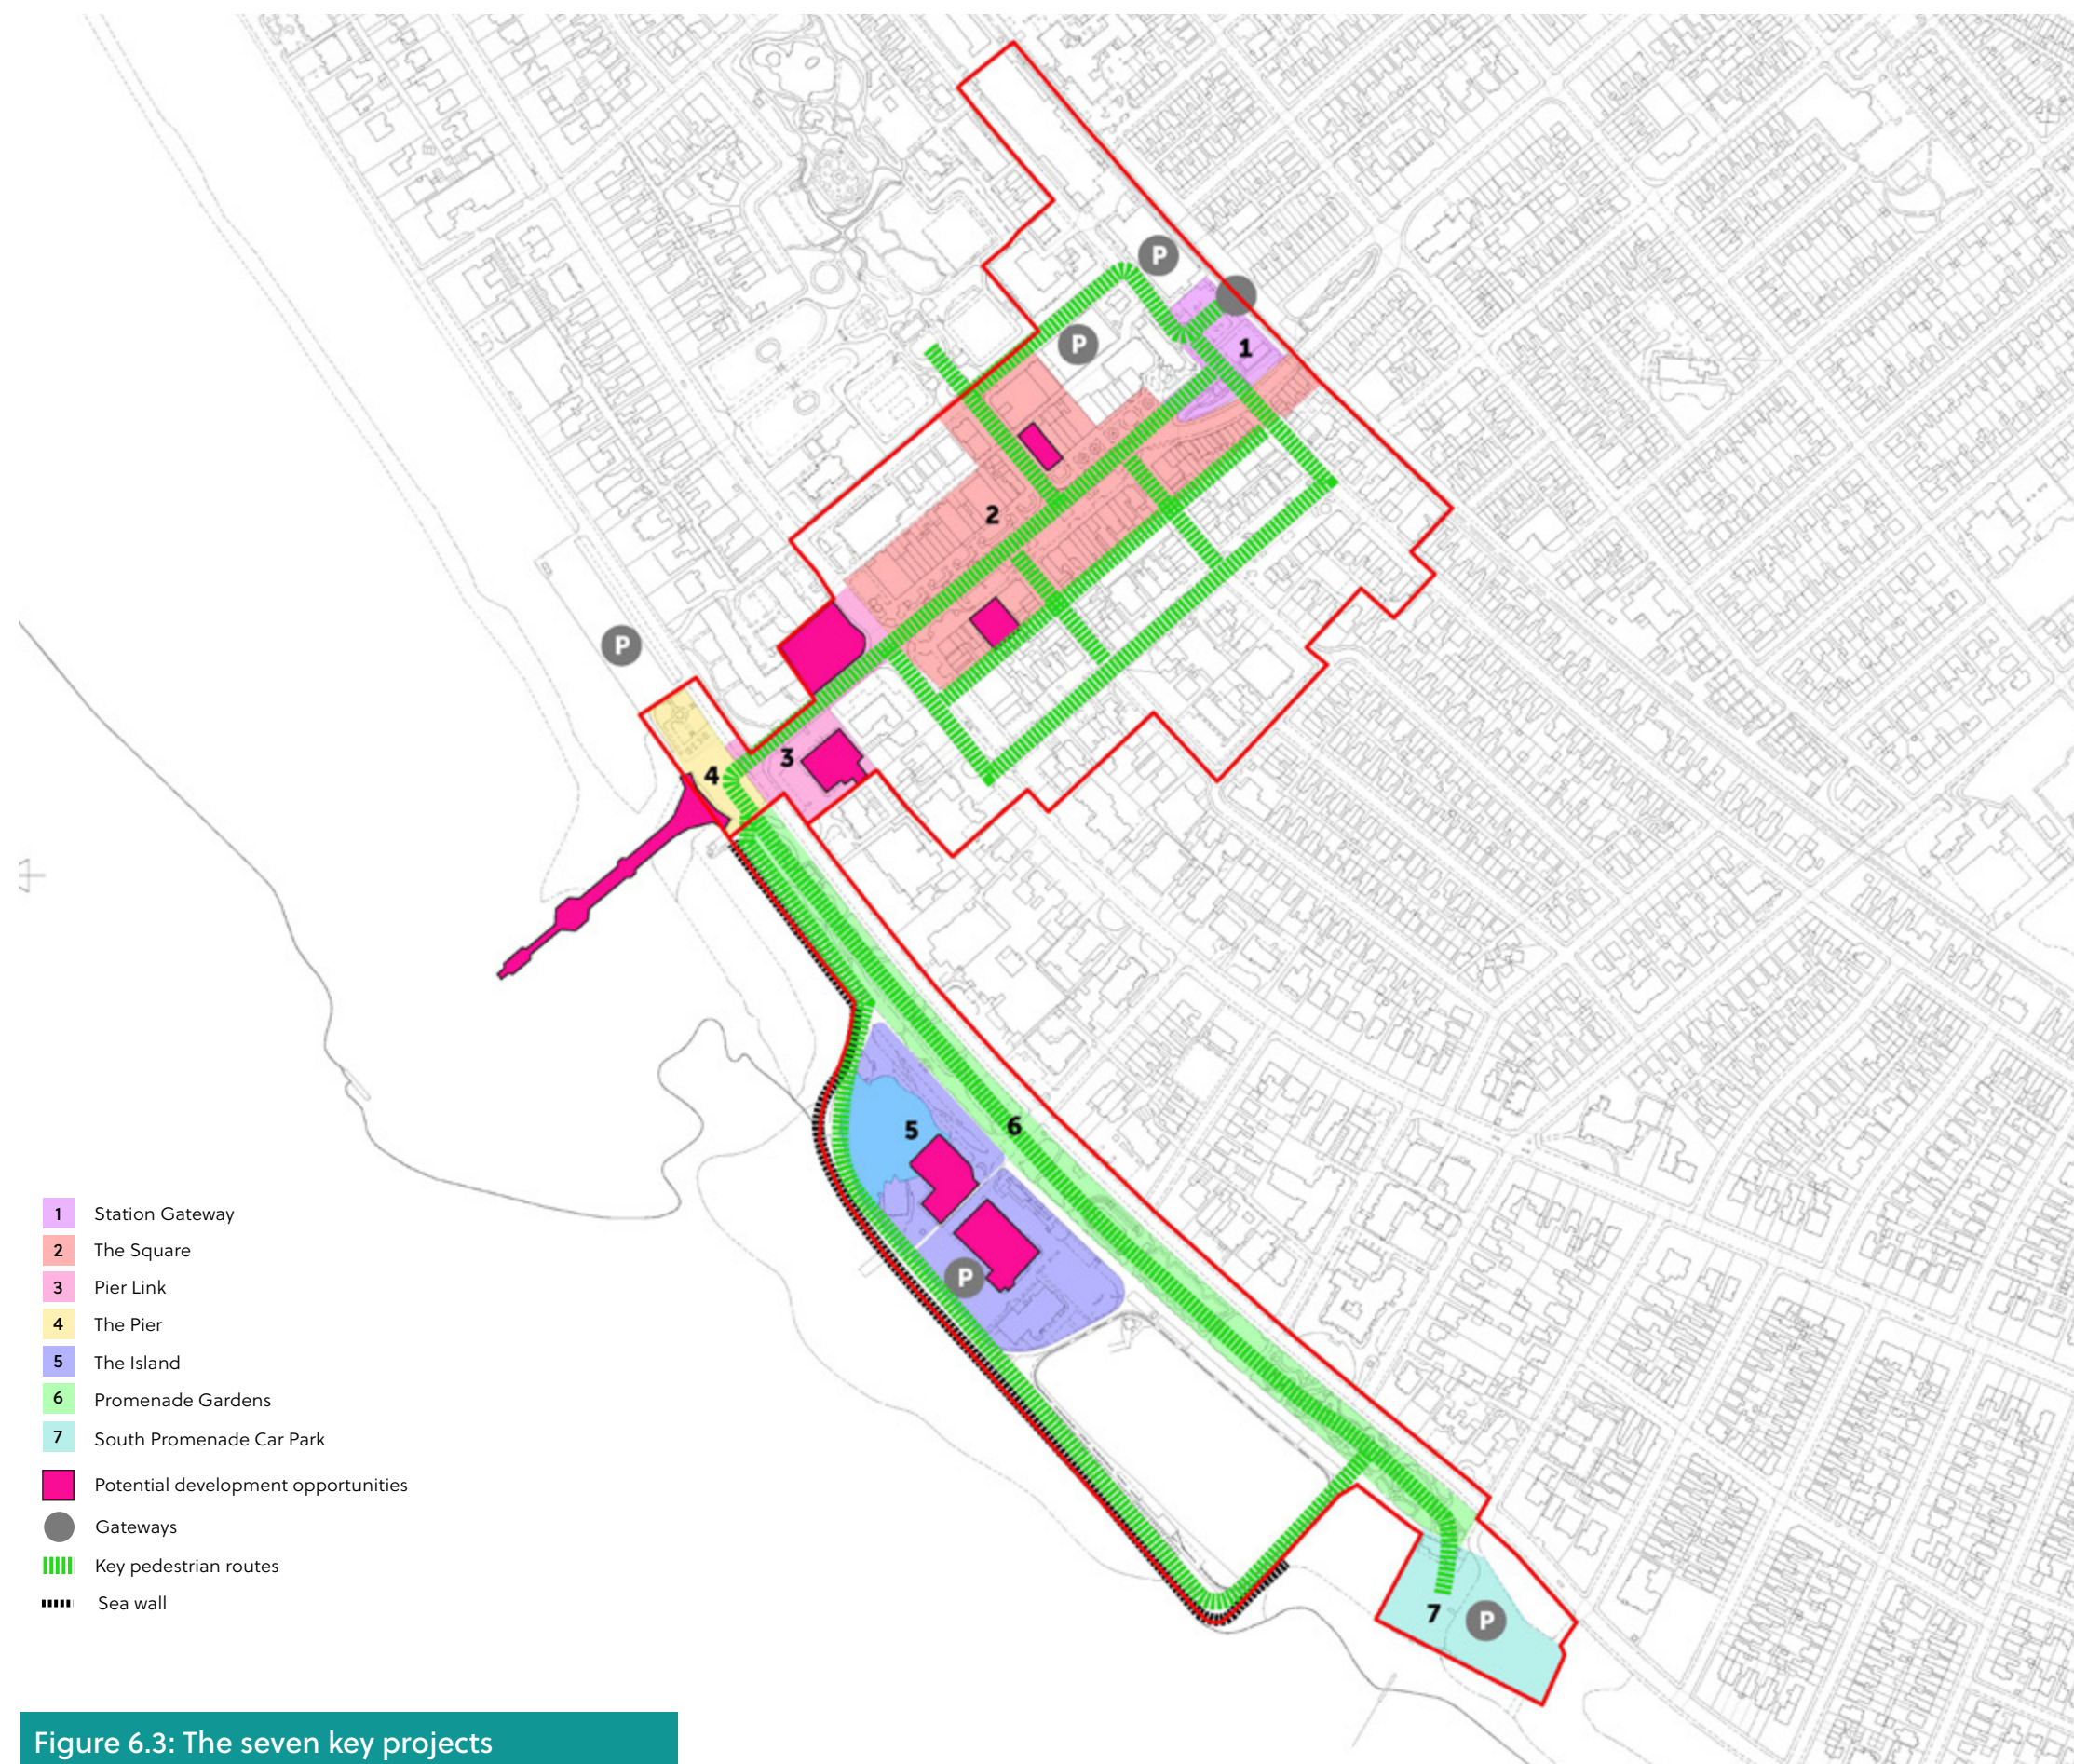 P
P
1
2
P
3
4
5
6
P
7
P
1 Station Gateway
2 The Square
3 Pier Link
4 The Pier
5 The Island
6 Promenade Gardens
7 South Promenade Car Park
Potential development opportunities
Gateways
Key pedestrian routes
Sea wall
Figure 6.3: The seven key projects